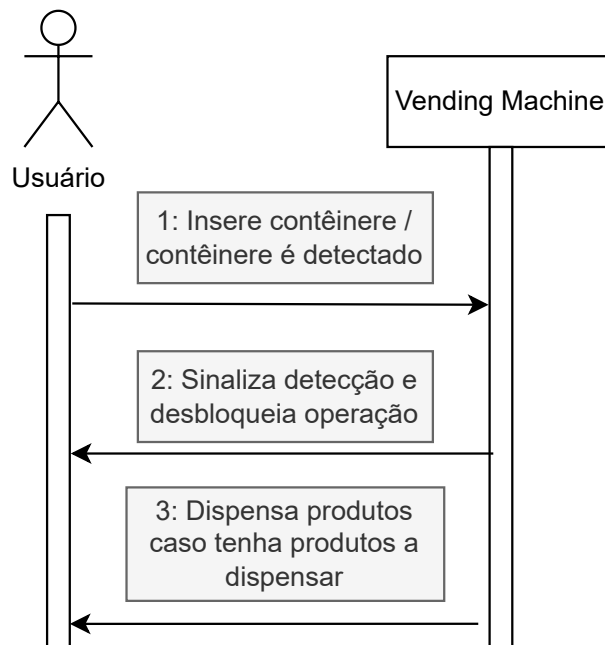 Vending Machine
Usuário
1: Insere contêinere /
contêinere é detectado
2: Sinaliza detecção e
desbloqueia operação
3: Dispensa produtos
caso tenha produtos a
dispensar